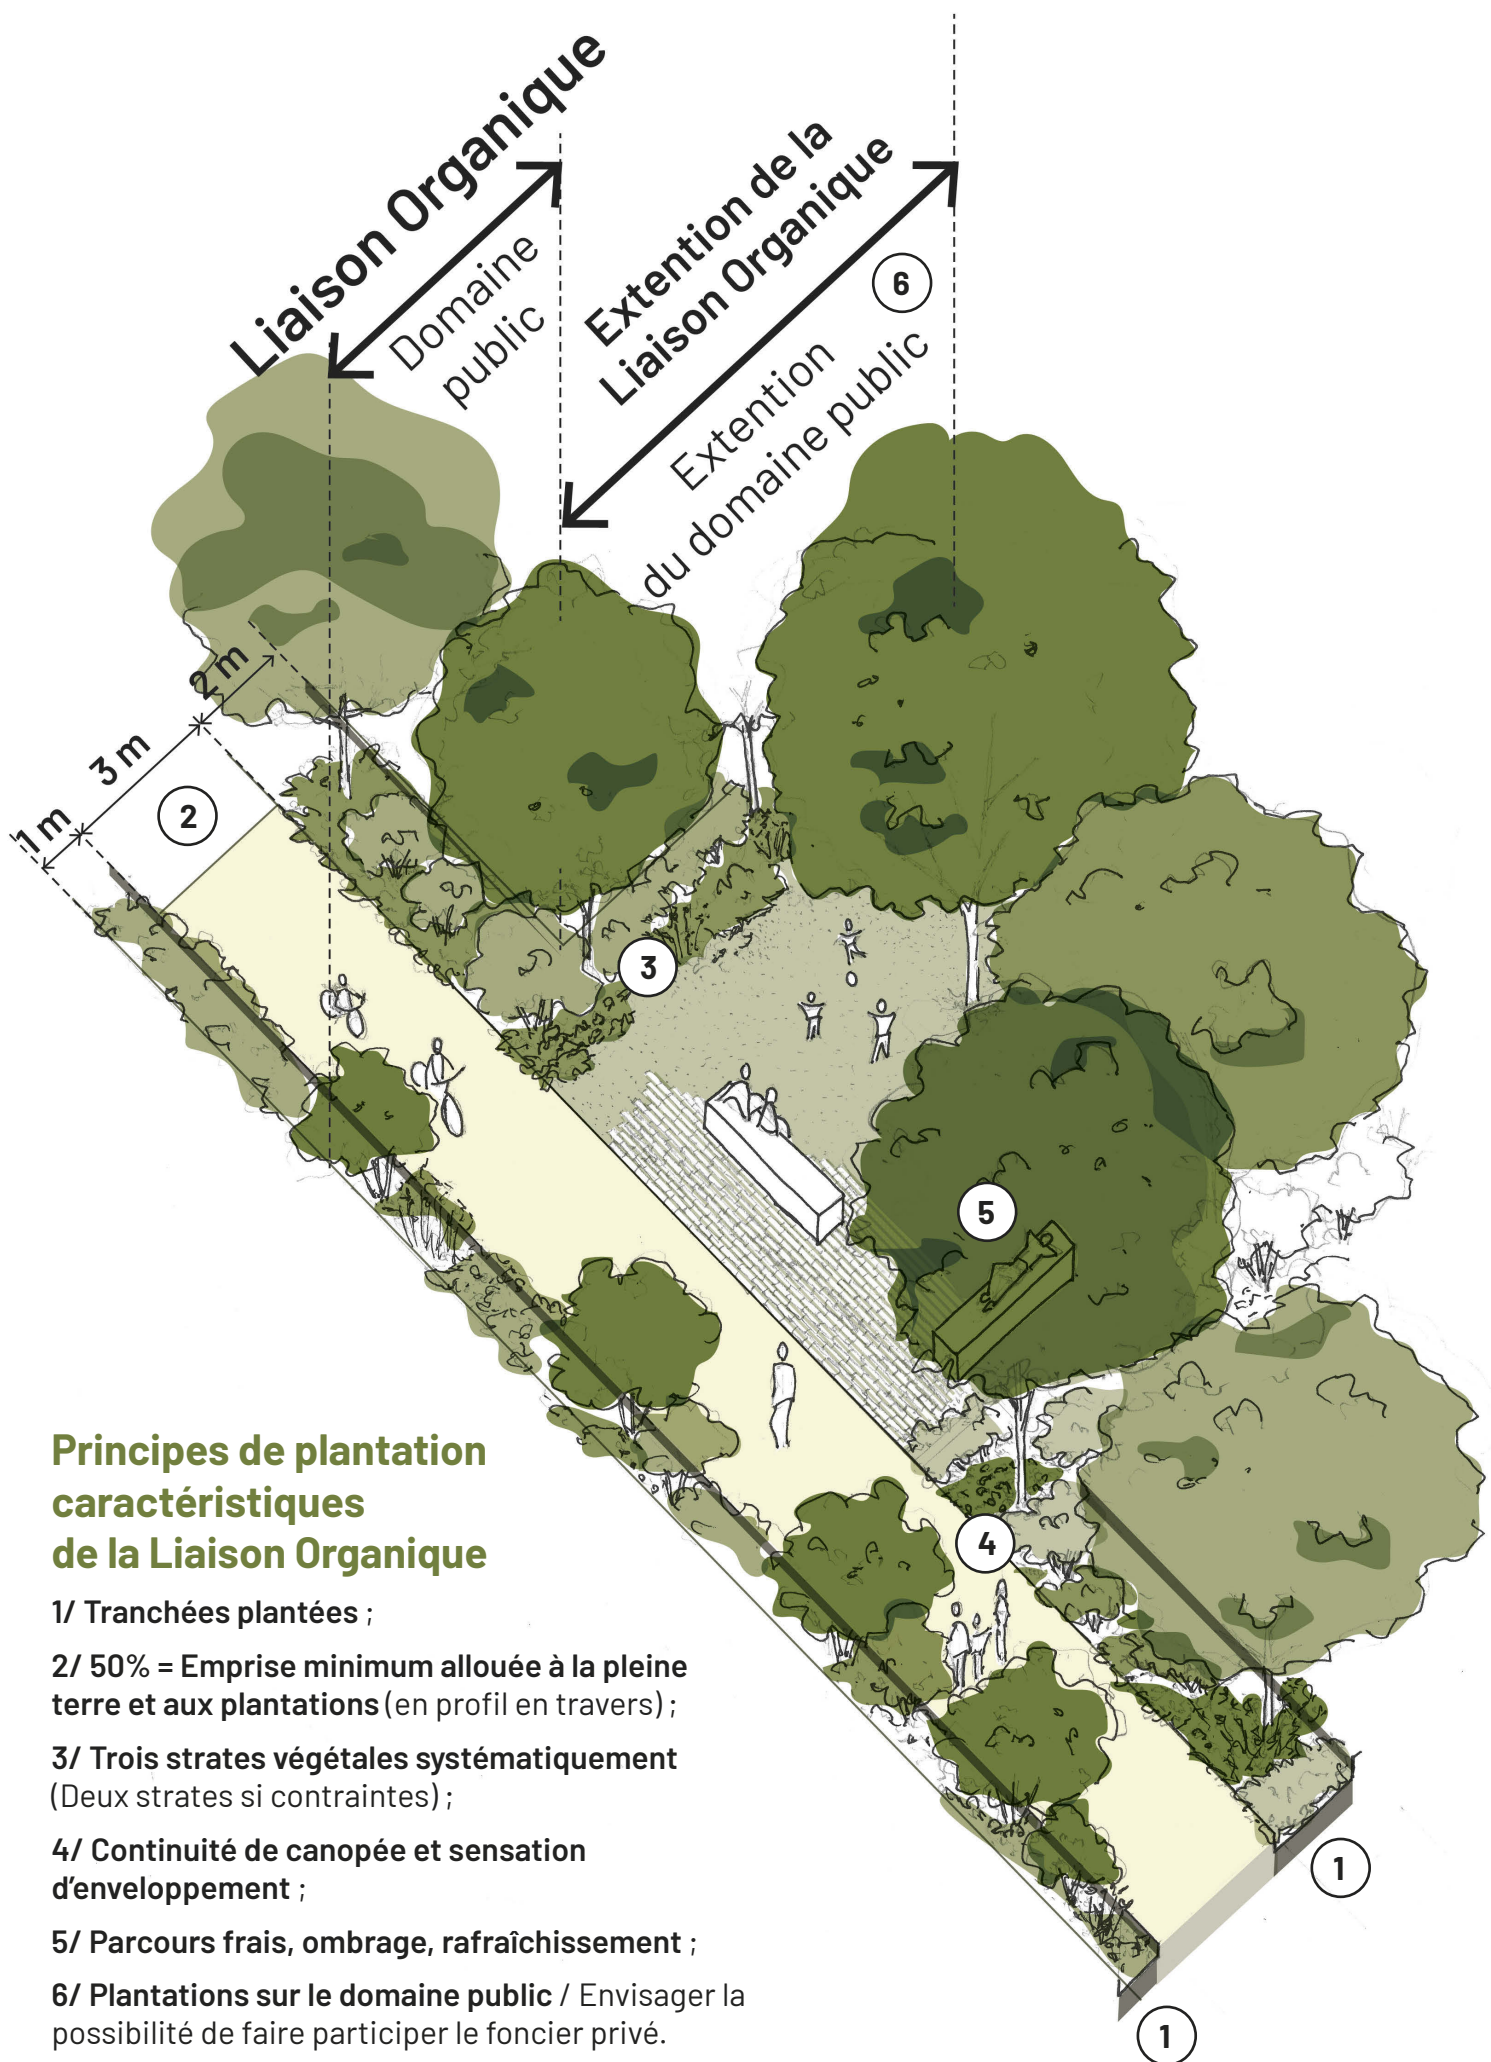 Liaison Organique
Domaine
public
Extention de la
Liaison Organique
6
Extention
du domaine public
2 m
3 m
1 m
2
3
5
4
1
1
Principes de plantation
caractéristiques
de la Liaison Organique
1/ Tranchées plantées ;
2/ 50% = Emprise minimum allouée à la pleine
terre et aux plantations (en profil en travers) ;
3/ Trois strates végétales systématiquement
(Deux strates si contraintes) ;
4/ Continuité de canopée et sensation
d’enveloppement ;
5/ Parcours frais, ombrage, rafraîchissement ;
6/ Plantations sur le domaine public / Envisager la
possibilité de faire participer le foncier privé.